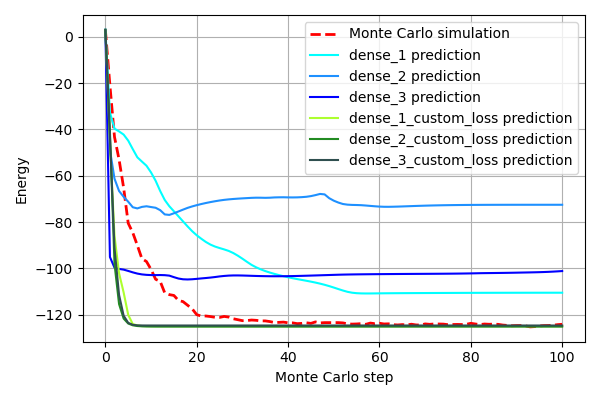 Monte Carlo simulation
dense_1 prediction
dense_2 prediction
dense_3 prediction
dense_1_custom_loss prediction
dense_2_custom_loss prediction
dense_3_custom_loss prediction
Energy
0
−20
−40
−60
−80
−100
−120
0 20 40 60 80 100
Monte Carlo step